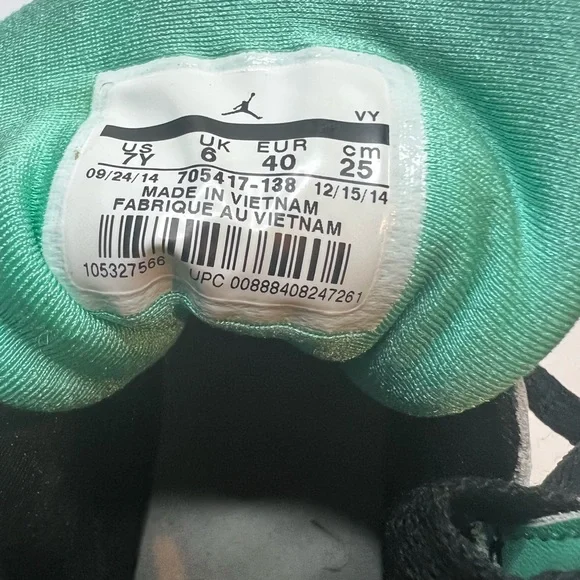 VY
US UK EUR cm
7Y 6 40 25
09/24/14 705417-138 12/15/14
MADE IN VIETNAM
FABRIQUE AU VIETNAM
105327566
UPC 00888408247261